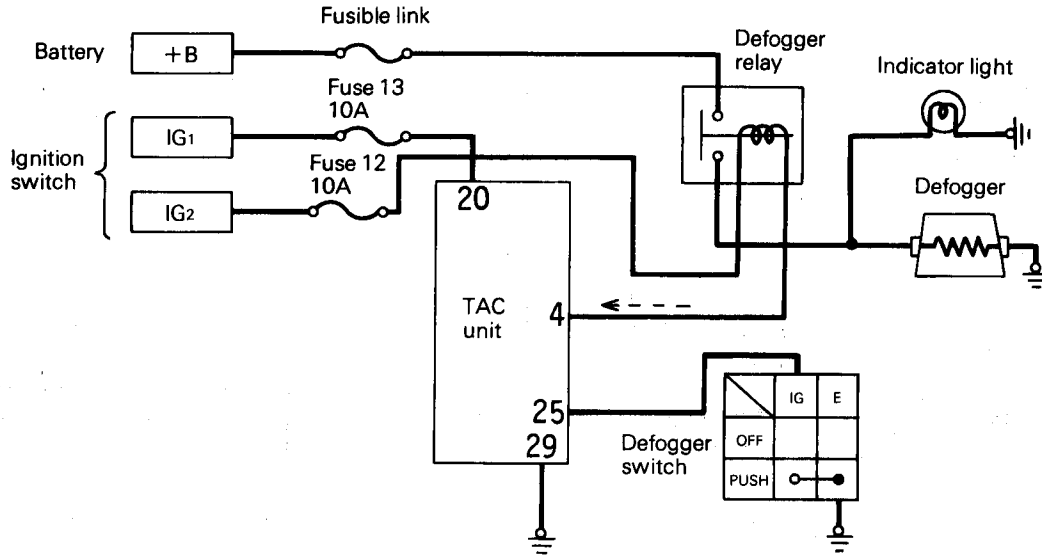 Fusible link
Battery
+B
Defogger
relay
Indicator light
Fuse 13
10A
IG1
Ignition
switch
Fuse 12
10A
IG2
20
Defogger
TAC
unit
4
25
29
Defogger
switch
IG E
OFF
PUSH